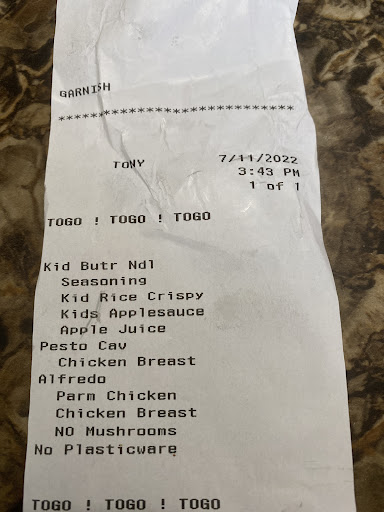 GARNISH
****************************
TONY 7/11/2022
3:43 PM
1 of 1
TOGO ! TOGO ! TOGO
Kid Butr Ndl
Seasoning
Kid Rice Crispy
Kids Applesauce
Apple Juice
Pesto Cav
Chicken Breast
Alfredo
Parm Chicken
Chicken Breast
NO Mushrooms
No Plasticware
TOGO ! TOGO ! TOGO